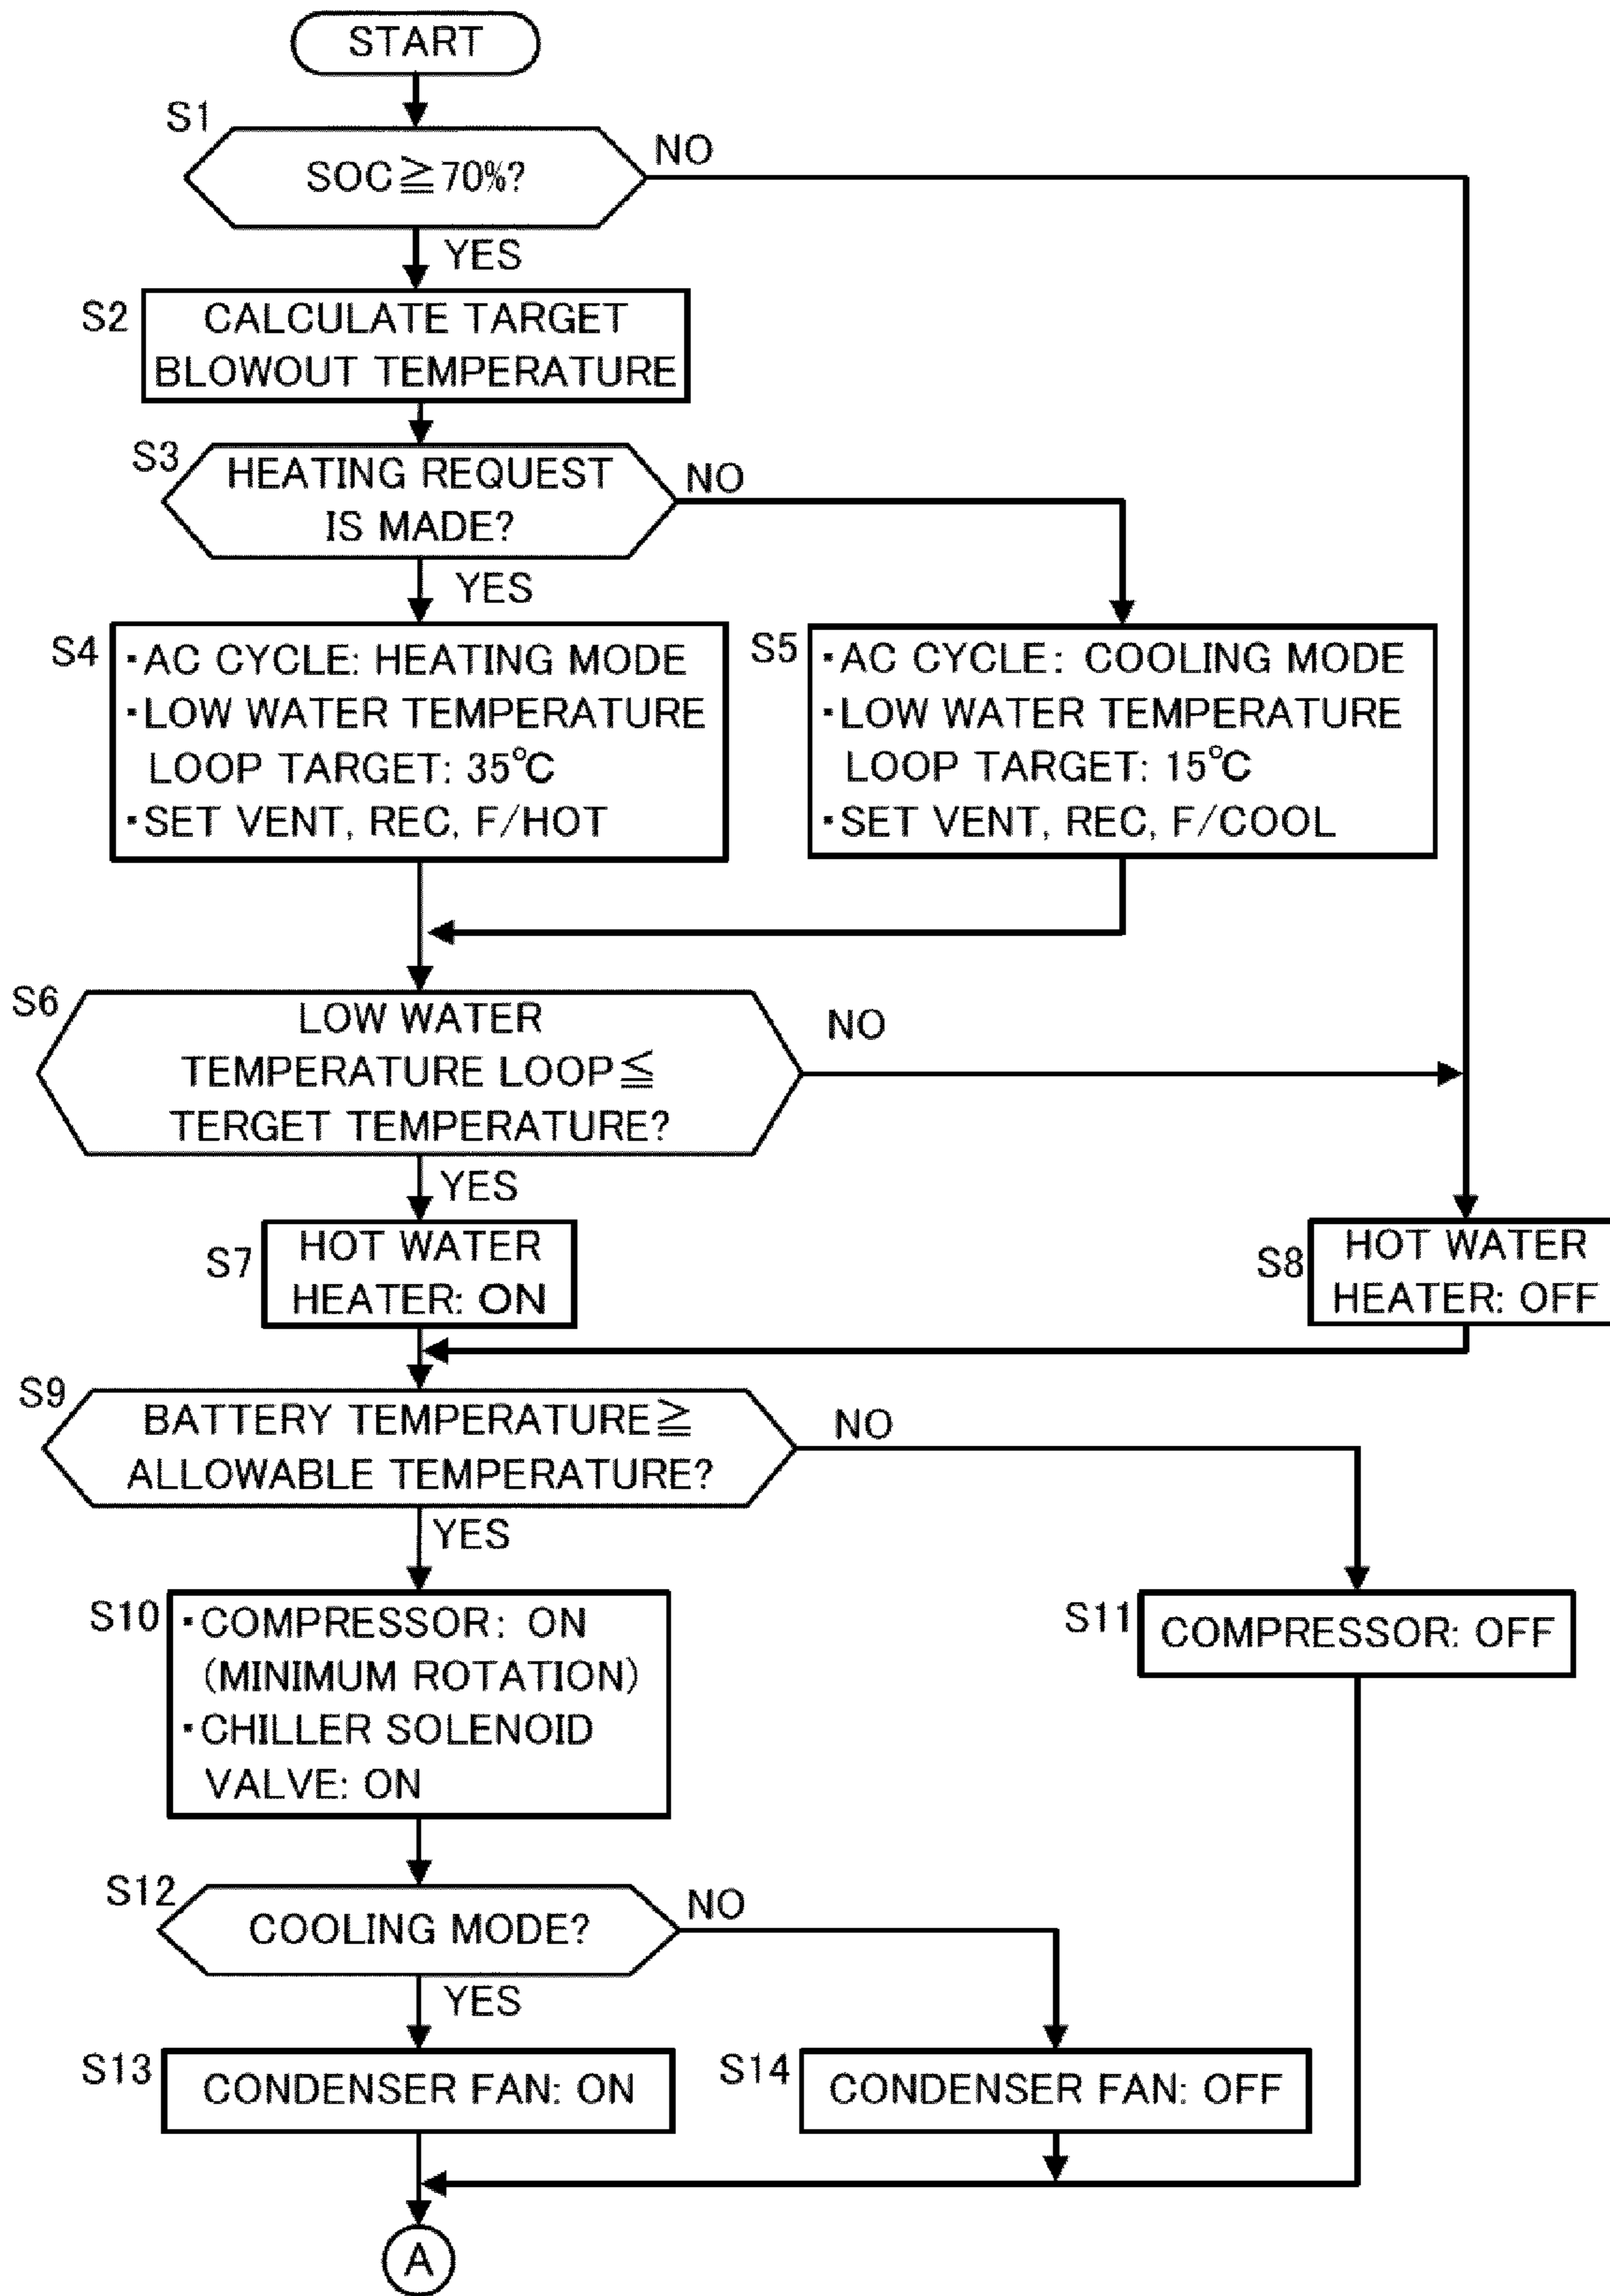 START
S1
SOC≧70%?
NO
YES
S2
CALCULATE TARGET
BLOWOUT TEMPERATURE
S3
HEATING REQUEST
IS MADE?
NO
YES
S4
・AC CYCLE: HEATING MODE
・LOW WATER TEMPERATURE
LOOP TARGET: 35℃
・SET VENT, REC, F/HOT
S5
・AC CYCLE: COOLING MODE
・LOW WATER TEMPERATURE
LOOP TARGET: 15℃
・SET VENT, REC, F/COOL
S6
LOW WATER
TEMPERATURE LOOP≦
TERGET TEMPERATURE?
NO
YES
S7
HOT WATER
HEATER: ON
S8
HOT WATER
HEATER: OFF
S9
BATTERY TEMPERATURE≧
ALLOWABLE TEMPERATURE?
NO
YES
S10
・COMPRESSOR: ON
(MINIMUM ROTATION)
・CHILLER SOLENOID
VALVE: ON
S11
COMPRESSOR: OFF
S12
COOLING MODE?
NO
YES
S13
CONDENSER FAN: ON
S14
CONDENSER FAN: OFF
A